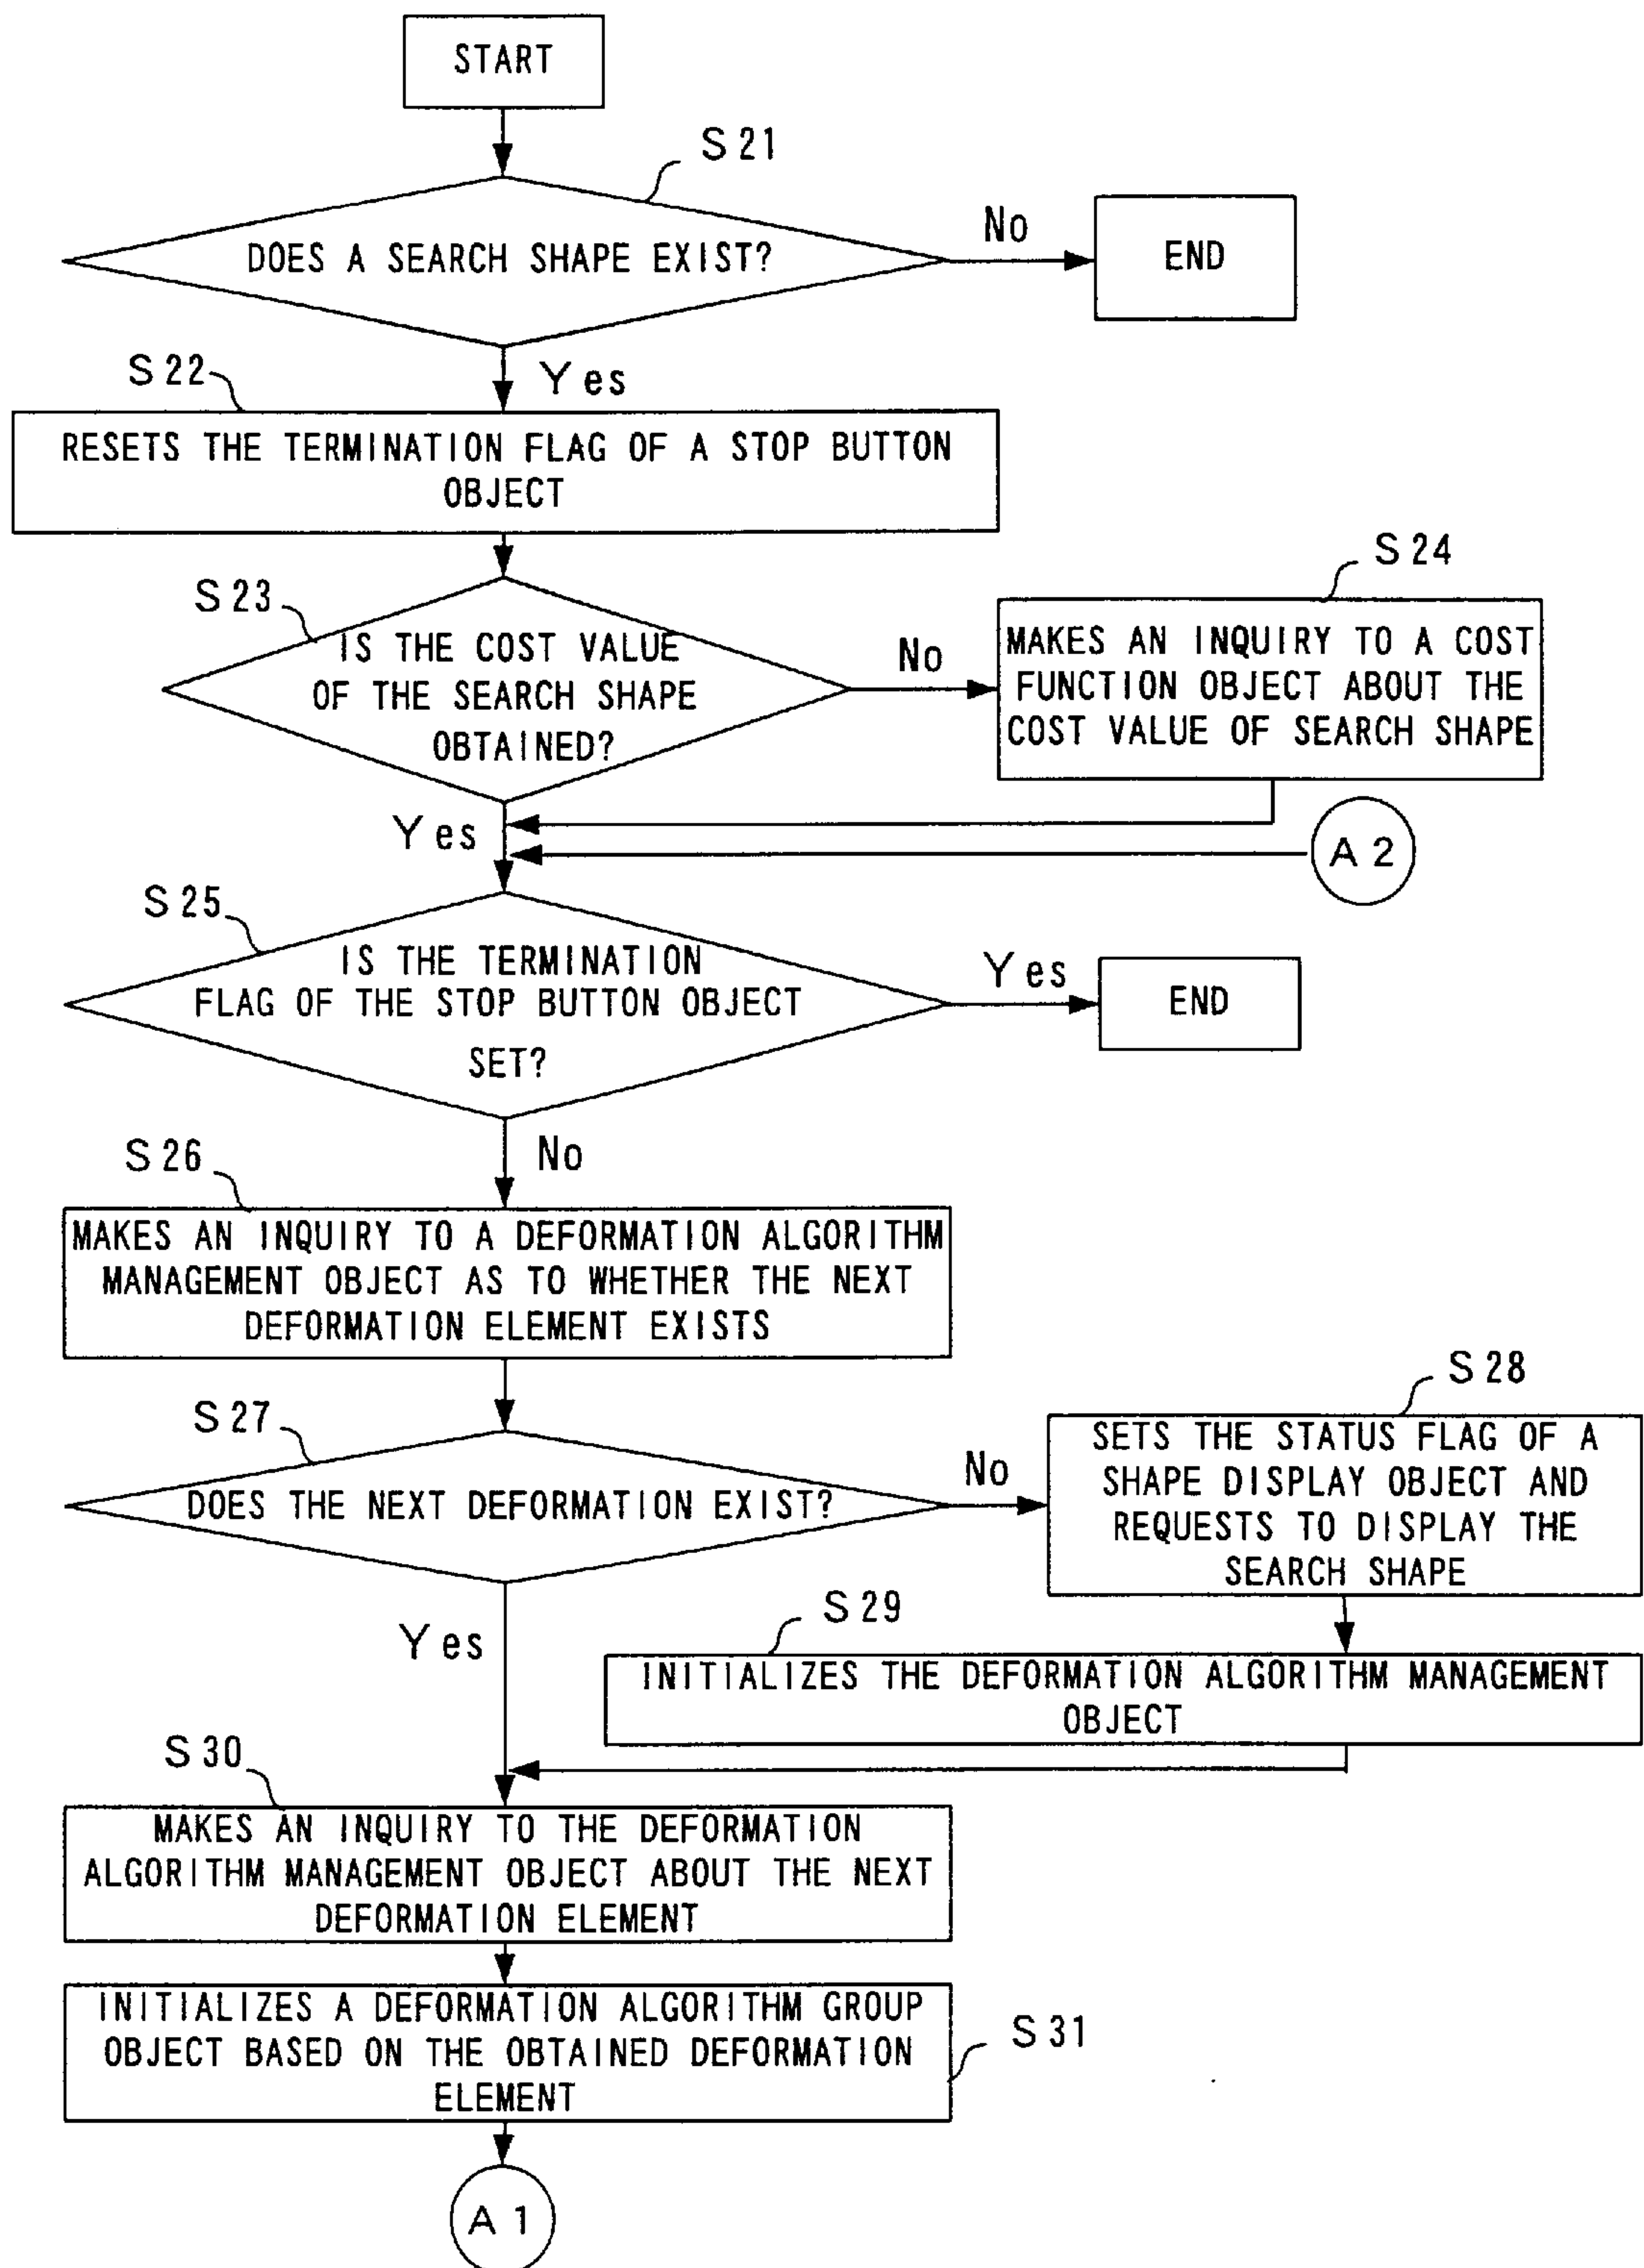 START
S21
DOES A SEARCH SHAPE EXIST?
No
END
S22
Yes
RESETS THE TERMINATION FLAG OF A STOP BUTTON
OBJECT
S23
IS THE COST VALUE
OF THE SEARCH SHAPE
OBTAINED?
No
S24
MAKES AN INQUIRY TO A COST
FUNCTION OBJECT ABOUT THE
COST VALUE OF SEARCH SHAPE
Yes
A2
S25
IS THE TERMINATION
FLAG OF THE STOP BUTTON OBJECT
SET?
Yes
END
No
S26
MAKES AN INQUIRY TO A DEFORMATION ALGORITHM
MANAGEMENT OBJECT AS TO WHETHER THE NEXT
DEFORMATION ELEMENT EXISTS
S27
DOES THE NEXT DEFORMATION EXIST?
No
S28
SETS THE STATUS FLAG OF A
SHAPE DISPLAY OBJECT AND
REQUESTS TO DISPLAY THE
SEARCH SHAPE
Yes
S29
INITIALIZES THE DEFORMATION ALGORITHM MANAGEMENT
OBJECT
S30
MAKES AN INQUIRY TO THE DEFORMATION
ALGORITHM MANAGEMENT OBJECT ABOUT THE NEXT
DEFORMATION ELEMENT
INITIALIZES A DEFORMATION ALGORITHM GROUP
OBJECT BASED ON THE OBTAINED DEFORMATION
ELEMENT
S31
A1